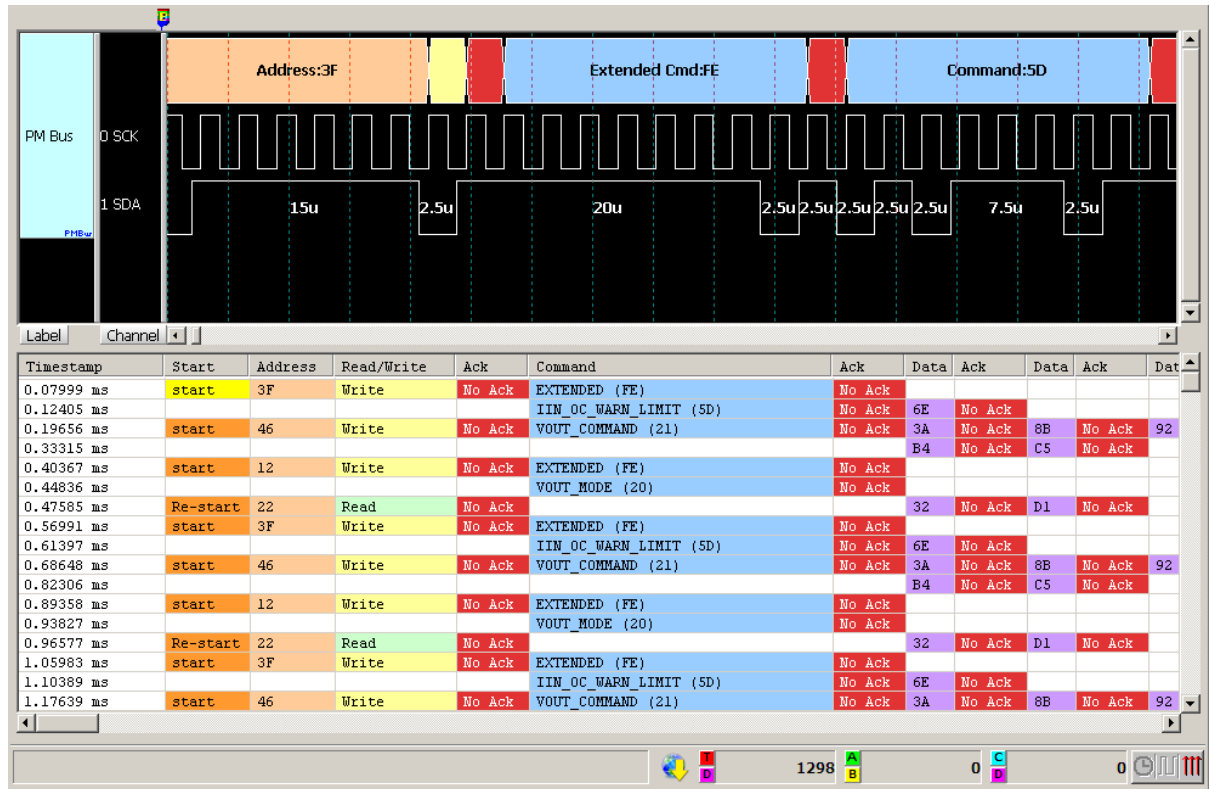 B
Address:3F Extended Cmd:FE Command:5D
PM Bus 0 SCK
1 SDA 15u 2.5u 20u 2.5u 2.5u 2.5u 2.5u 2.5u 7.5u 2.5u
PMBus
Label Channel
Timestamp Start Address Read/Write Ack Command Ack Data Ack Data Ack Dat
0.07999 ms start 3F Write No Ack EXTENDED (FE) No Ack
0.12405 ms IIN_OC_WARN_LIMIT (5D) No Ack 6E No Ack
0.19656 ms start 46 Write No Ack VOUT_COMMAND (21) No Ack 3A No Ack 8B No Ack 92
0.33315 ms B4 No Ack C5 No Ack
0.40367 ms start 12 Write No Ack EXTENDED (FE) No Ack
0.44836 ms VOUT_MODE (20) No Ack
0.47585 ms Re-start 22 Read No Ack 32 No Ack D1 No Ack
0.56991 ms start 3F Write No Ack EXTENDED (FE) No Ack
0.61397 ms IIN_OC_WARN_LIMIT (5D) No Ack 6E No Ack
0.68648 ms start 46 Write No Ack VOUT_COMMAND (21) No Ack 3A No Ack 8B No Ack 92
0.82306 ms B4 No Ack C5 No Ack
0.89358 ms start 12 Write No Ack EXTENDED (FE) No Ack
0.93827 ms VOUT_MODE (20) No Ack
0.96577 ms Re-start 22 Read No Ack 32 No Ack D1 No Ack
1.05983 ms start 3F Write No Ack EXTENDED (FE) No Ack
1.10389 ms IIN_OC_WARN_LIMIT (5D) No Ack 6E No Ack
1.17639 ms start 46 Write No Ack VOUT_COMMAND (21) No Ack 3A No Ack 8B No Ack 92
T D 1298 A B 0 C D 0